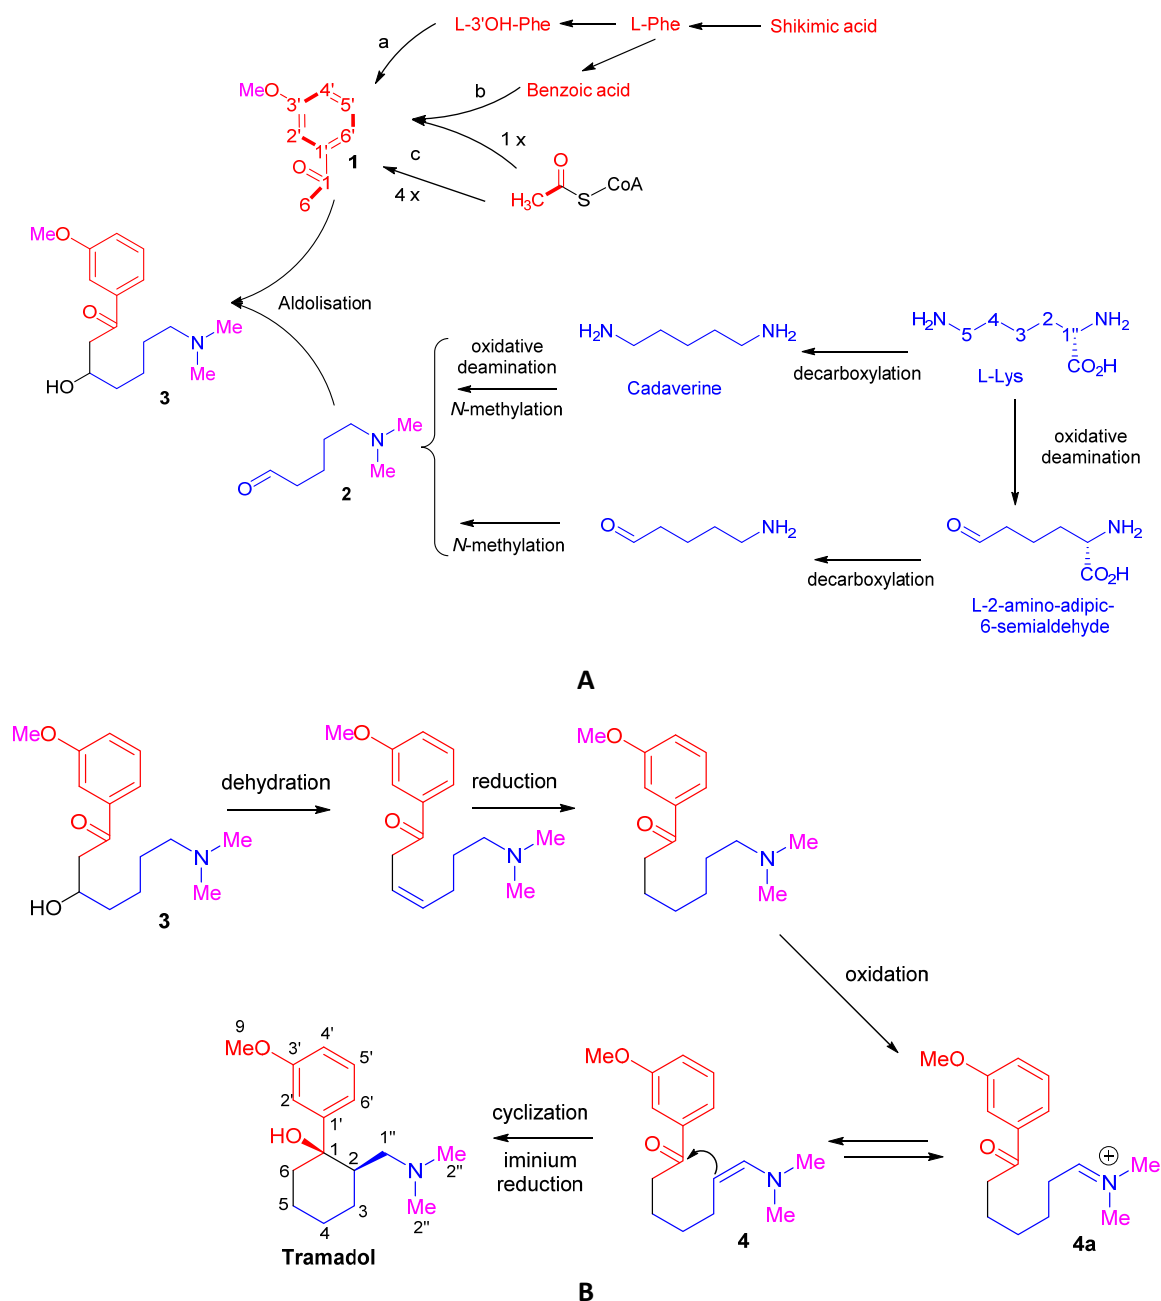 L-3'OH-Phe
L-Phe
Shikimic acid
a
Benzoic acid
b
MeO
3'
4'
5'
2'
6'
1'
1
O
1
6
1 x
c
4 x
O
H3C
S
CoA
MeO
O
HO
N
Me
Me
3
Aldolisation
O
N
Me
Me
2
oxidative
deamination
N-methylation
N-methylation
H2N
NH2
Cadaverine
decarboxylation
H2N
5
4
3
2
1"
NH2
CO2H
L-Lys
oxidative
deamination
O
NH2
decarboxylation
O
NH2
CO2H
L-2-amino-adipic-
6-semialdehyde
A
MeO
O
HO
N
Me
Me
3
dehydration
MeO
O
N
Me
Me
reduction
MeO
O
N
Me
Me
oxidation
9
MeO
3'
4'
5'
2'
6'
1'
HO
1
2
1"
6
5
4
3
N
Me
2"
Me
2"
Tramadol
cyclization
iminium
reduction
MeO
O
N
Me
Me
4
MeO
O
+
N
Me
Me
4a
B